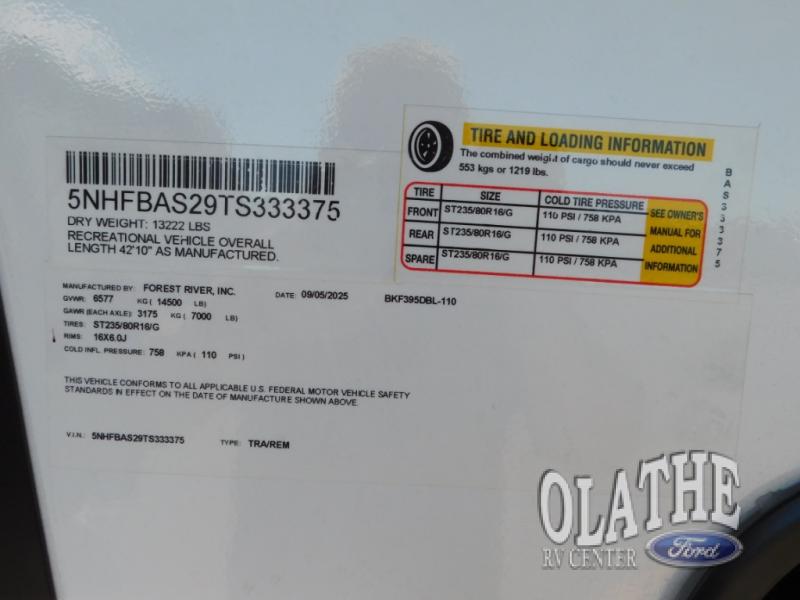 5NHFBAS29TS333375
DRY WEIGHT: 13222 LBS
RECREATIONAL VEHICLE OVERALL
LENGTH 42'10" AS MANUFACTURED.
TIRE AND LOADING INFORMATION
The combined weight of cargo should never exceed
553 kgs or 1219 lbs.
TIRE SIZE COLD TIRE PRESSURE SEE OWNER'S
FRONT ST235/80R16/G 110 PSI / 758 KPA MANUAL FOR
REAR ST235/80R16/G 110 PSI / 758 KPA ADDITIONAL
SPARE ST235/80R16/G 110 PSI / 758 KPA INFORMATION
BAS333375
MANUFACTURED BY: FOREST RIVER, INC. DATE: 09/05/2025 BKF395DBL-110
GVWR: 6577 KG ( 14500 LB)
GAWR (EACH AXLE): 3175 KG ( 7000 LB)
TIRES: ST235/80R16/G
RIMS: 16X6.0J
COLD INFL. PRESSURE: 758 KPA ( 110 PSI )
THIS VEHICLE CONFORMS TO ALL APPLICABLE U.S. FEDERAL MOTOR VEHICLE SAFETY
STANDARDS IN EFFECT ON THE DATE OF MANUFACTURE SHOWN ABOVE.
V.I.N.: 5NHFBAS29TS333375 TYPE: TRA/REM
OLATHE
RV CENTER Ford